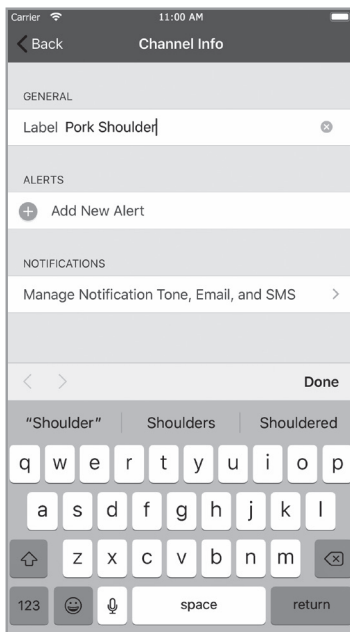 Carrier 11:00 AM
Back Channel Info
GENERAL
Label Pork Shoulder
ALERTS
Add New Alert
NOTIFICATIONS
Manage Notification Tone, Email, and SMS
Done
“Shoulder” Shoulders Shouldered
q w e r t y u i o p
a s d f g h j k l
z x c v b n m
123 space return